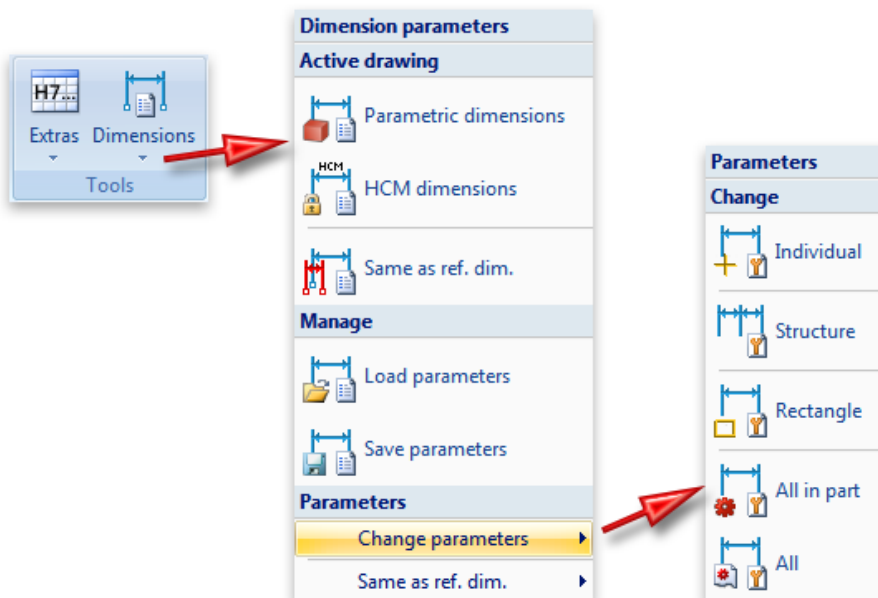 H7...
Extras
Dimensions
Tools
Dimension parameters
Active drawing
Parametric dimensions
HCM
HCM dimensions
Same as ref. dim.
Manage
Load parameters
Save parameters
Parameters
Change parameters
Same as ref. dim.
Parameters
Change
Individual
Structure
Rectangle
All in part
All